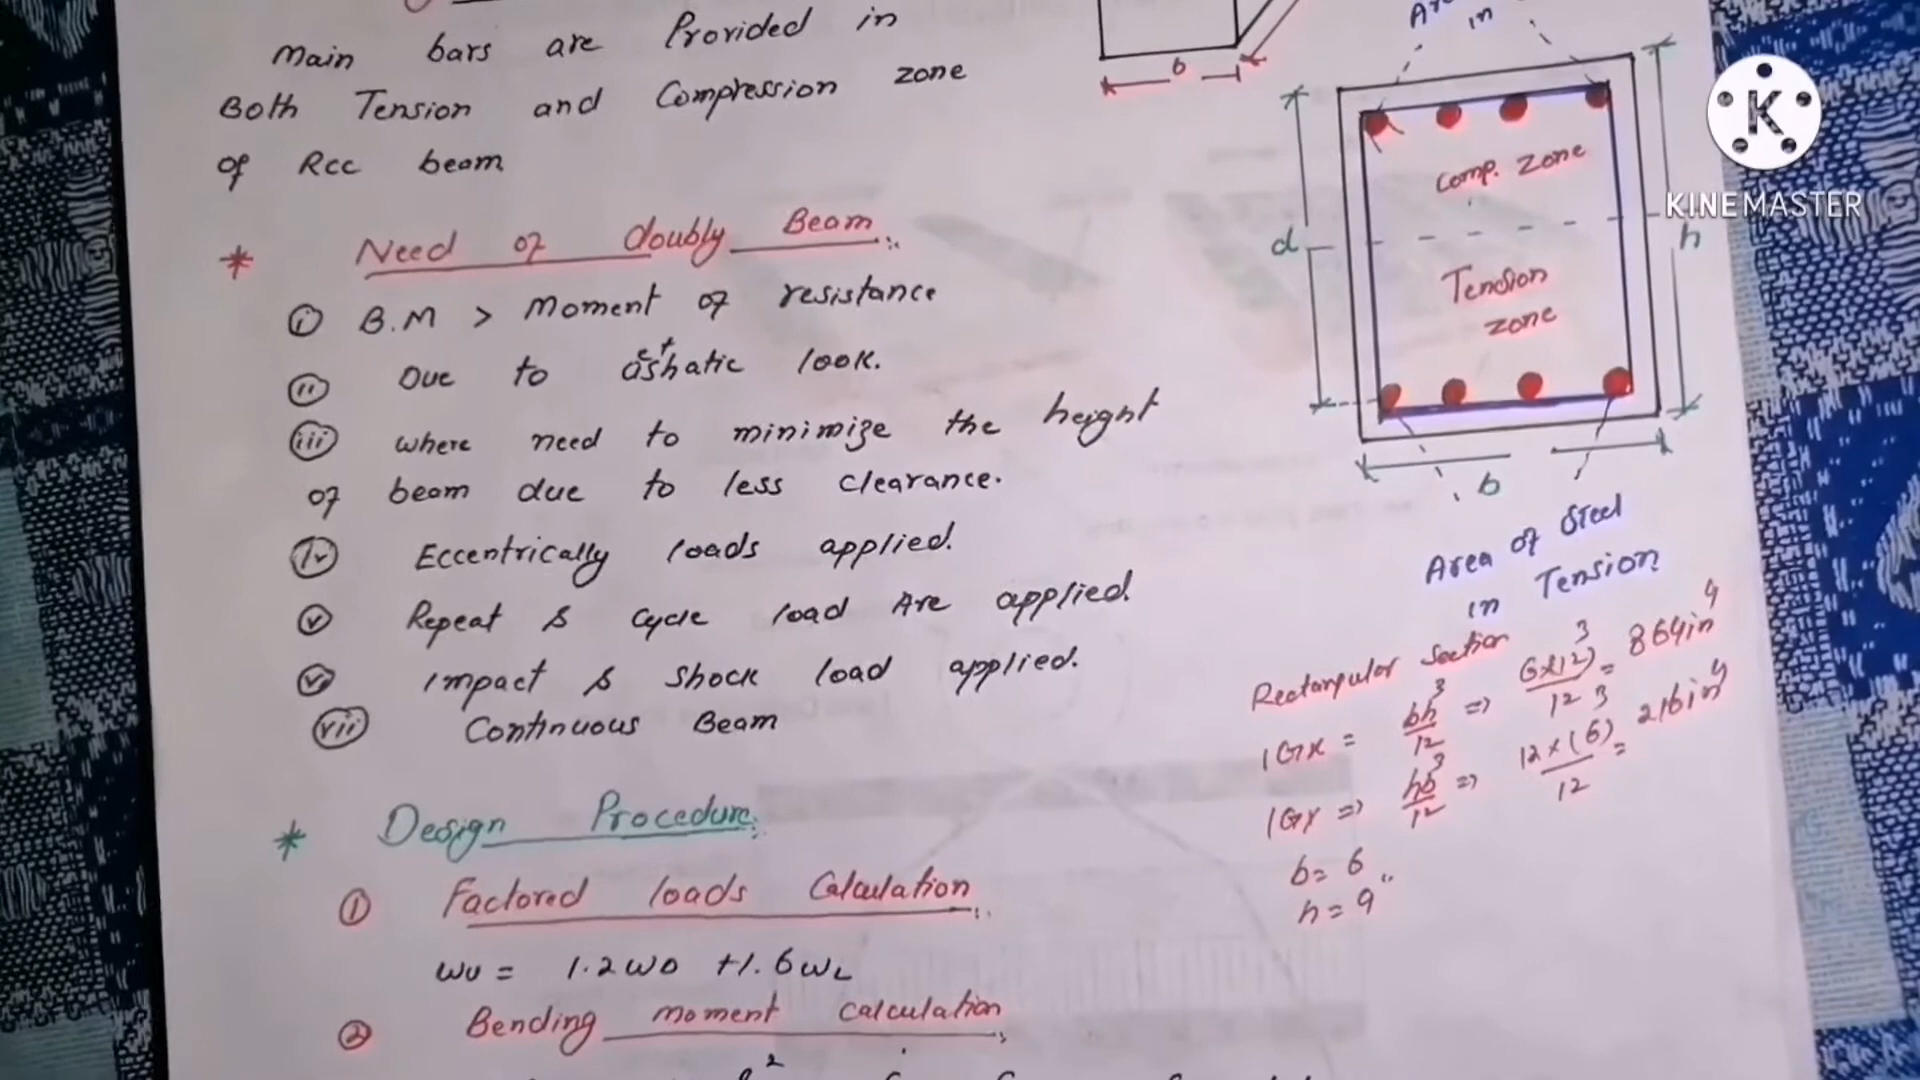 Main bars are Provided in
Both Tension and Compression zone
of Rcc beam
* Need of doubly Beam
(i) B.M > Moment of resistance
(ii) Due to look.
(iii) where need to minimize the height
of beam due to less clearance.
(iv) Eccentrically loads applied.
(v) Repeat & Cycle load Are applied.
(v) Impact & Shock load applied.
(vii) Continuous Beam
* Design Procedure:
(1) Factored loads Calculation
WU = 1.2WD +1.6WL
(2) Bending moment calculation
b
in
Comp. Zone
Tension
zone
d
h
b
Area of Steel
in Tension
Rectangular Section
IGX = bh³/12 => 6x(12)³/12 = 864in⁴
IGY => hb³/12 => 12x(6)³/12 = 216in⁴
b= 6"
h= 9"
K
KINEMASTER